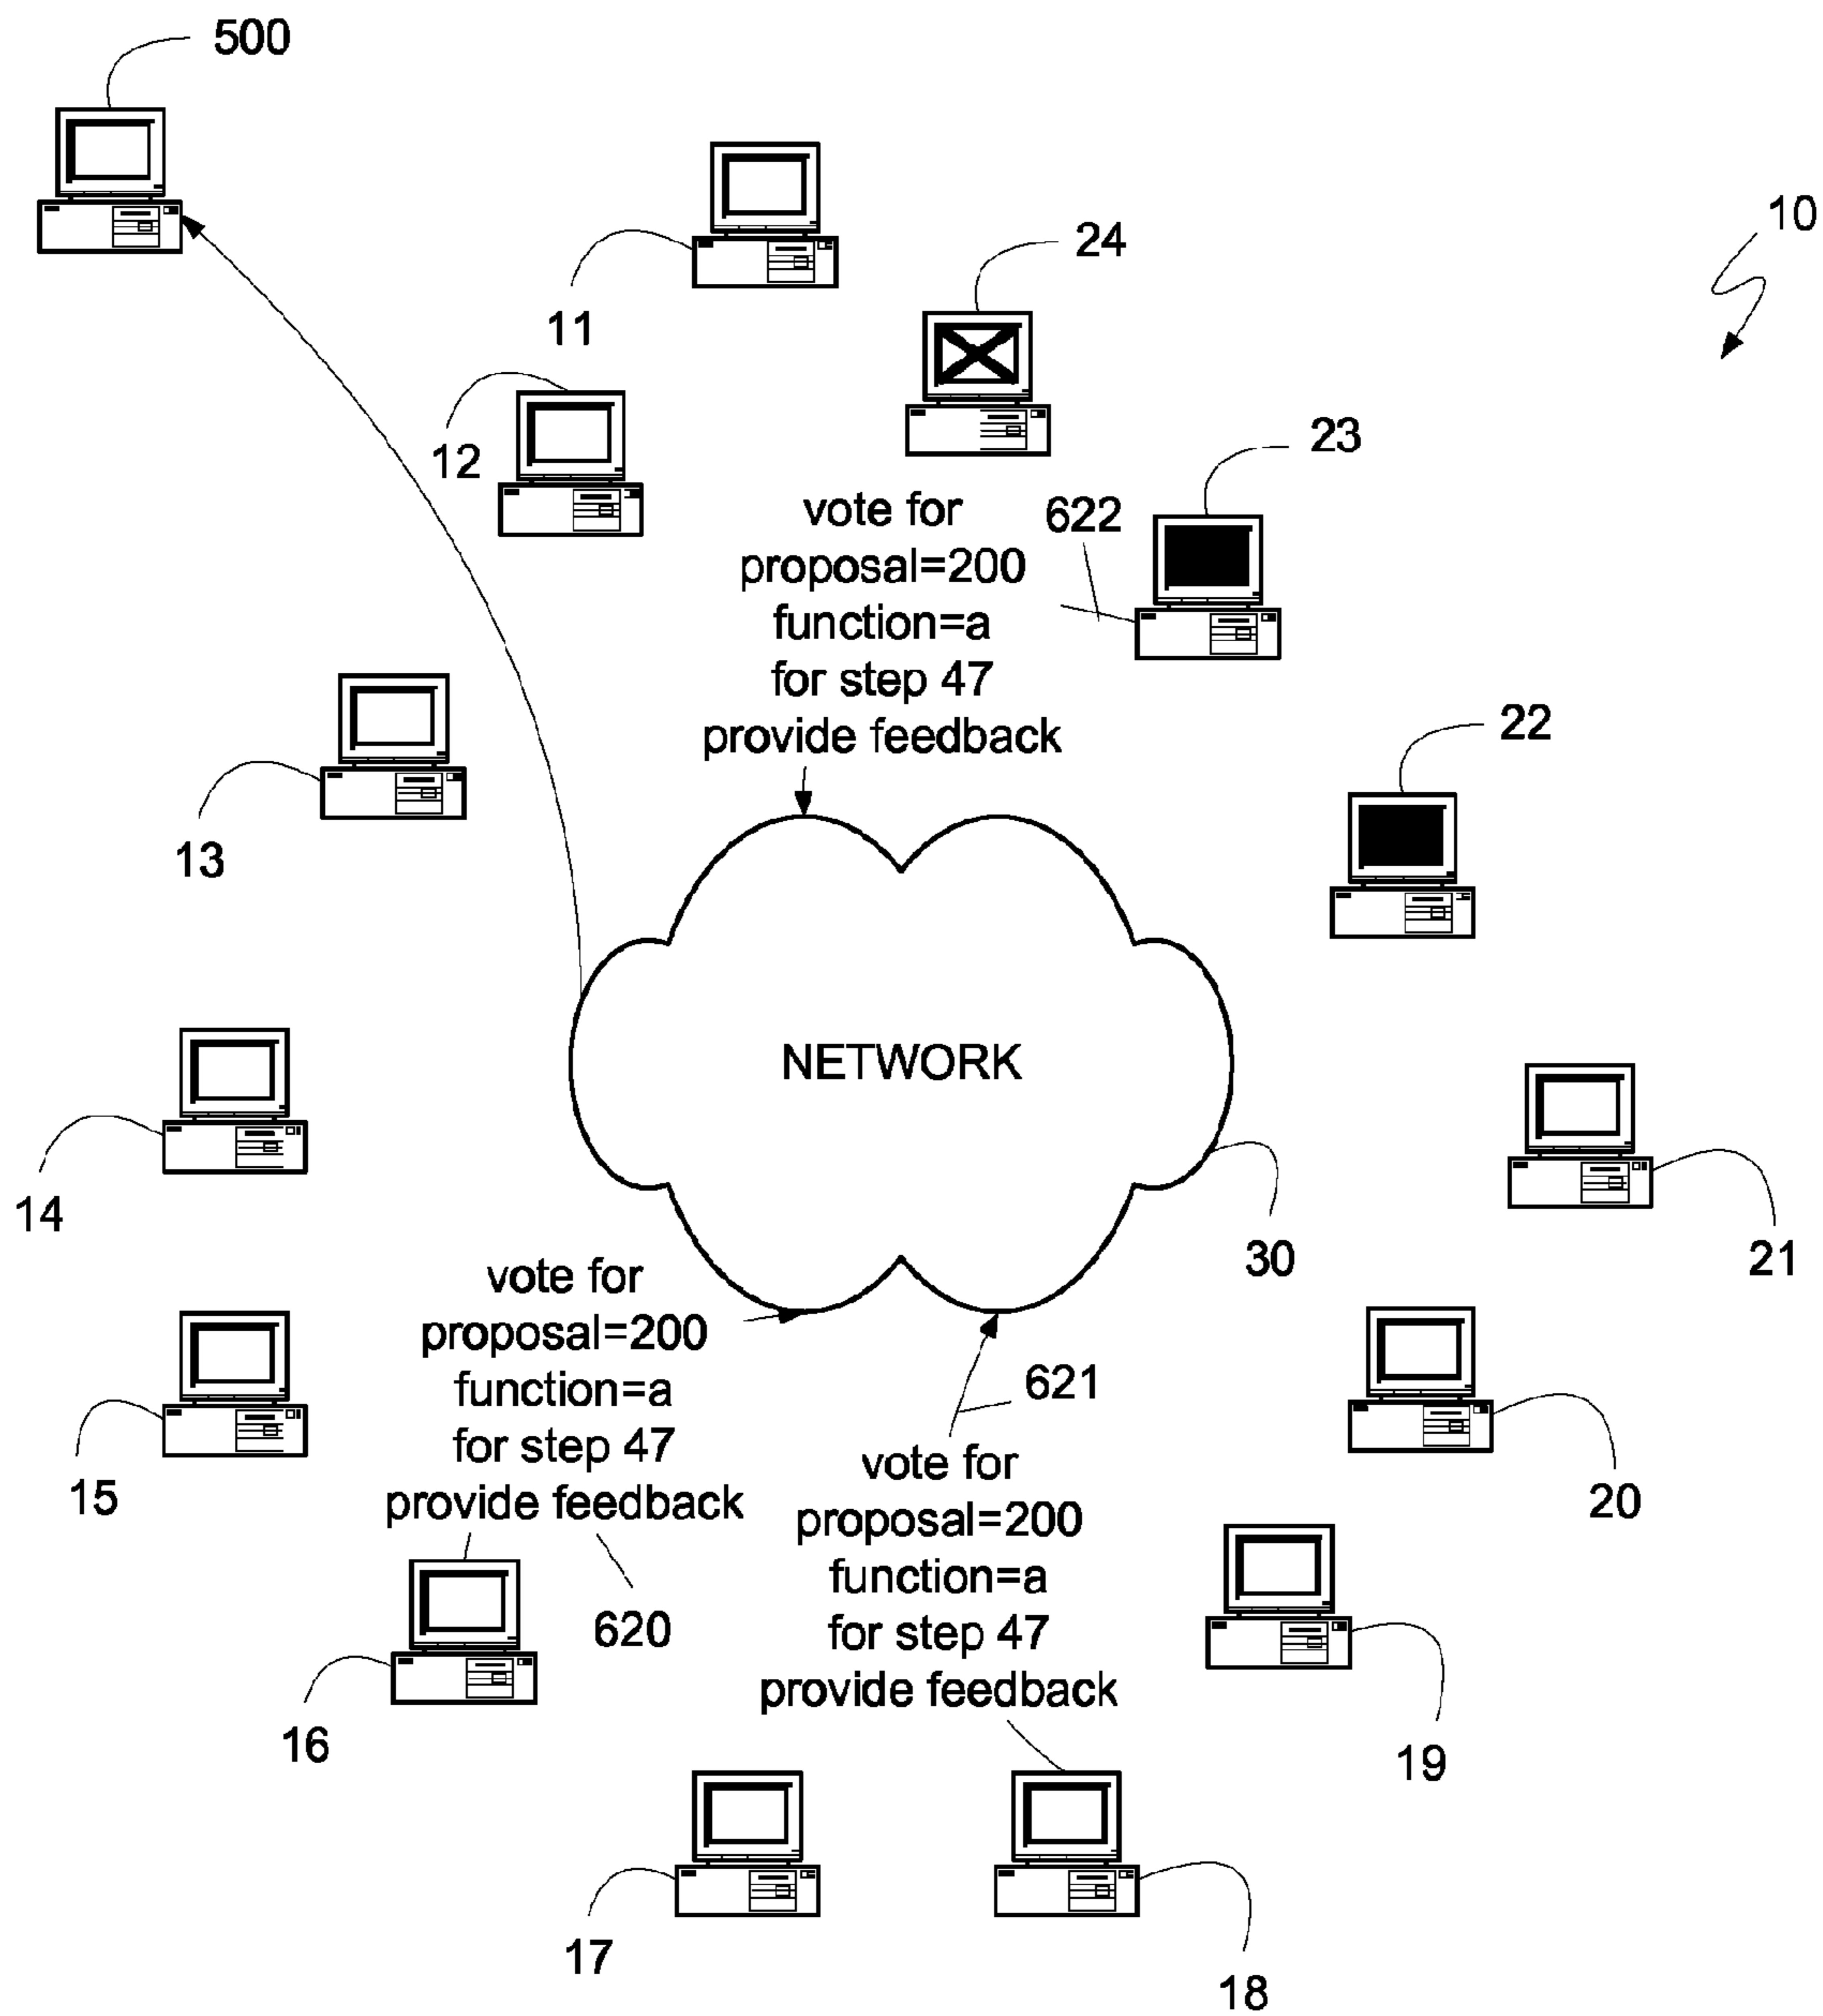 500
10
11
24
12
23
vote for
proposal=200
function=a
for step 47
provide feedback
622
22
13
NETWORK
14
30
21
vote for
proposal=200
function=a
for step 47
provide feedback
620
621
15
20
vote for
proposal=200
function=a
for step 47
provide feedback
16
19
17
18